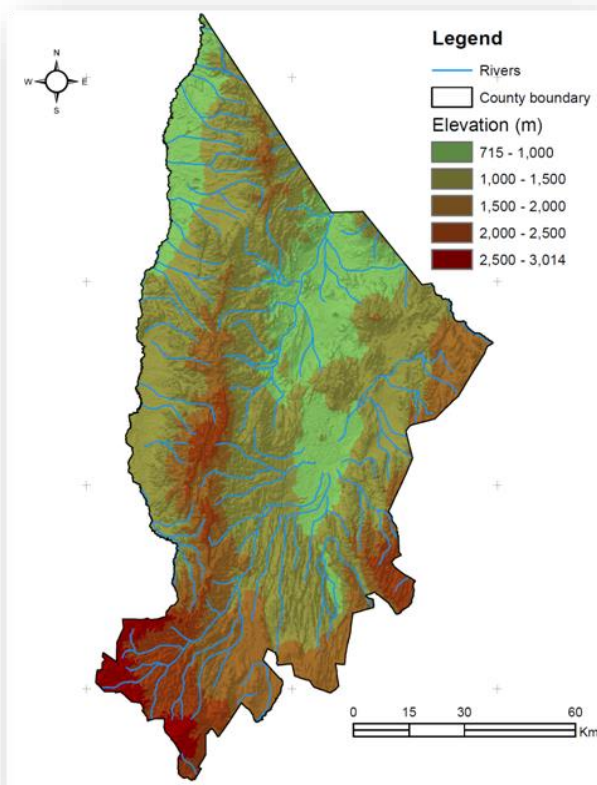 Legend
Rivers
County boundary
Elevation (m)
715 - 1,000
1,000 - 1,500
1,500 - 2,000
2,000 - 2,500
2,500 - 3,014
N
W E
S
0 15 30 60
Km